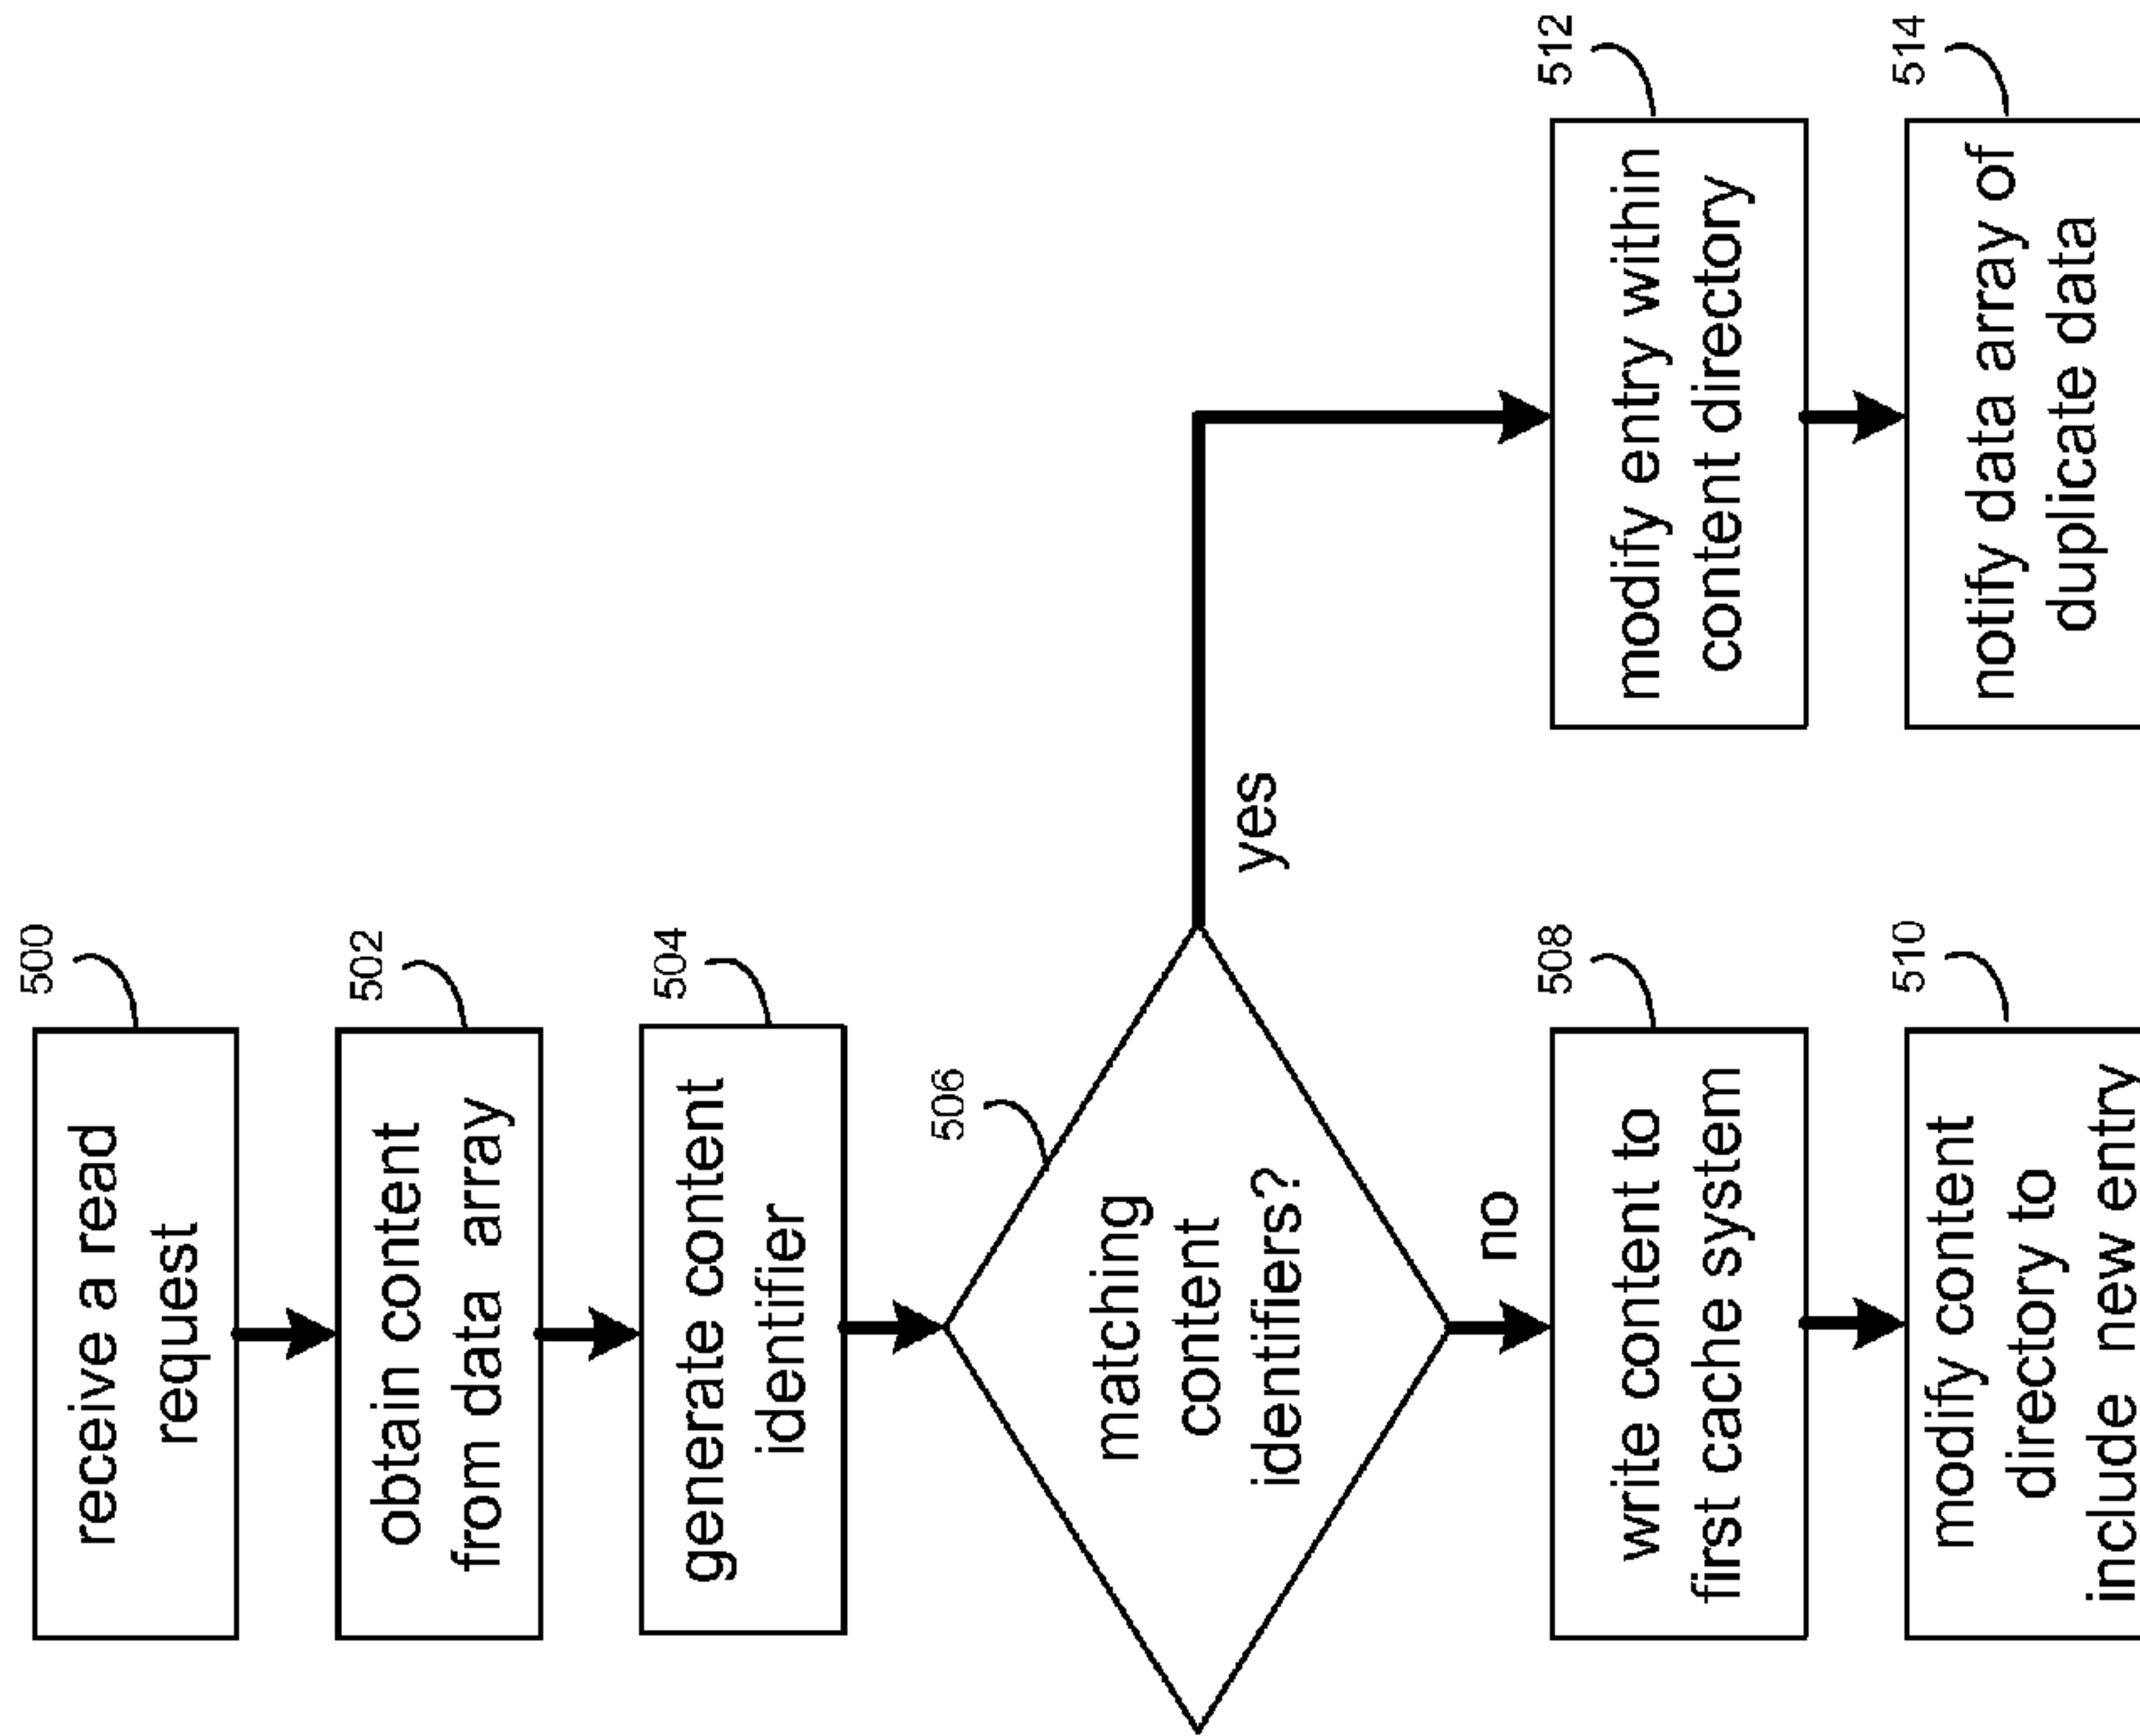 500
receive a read
request
502
obtain content
from data array
504
generate content
identifier
506
matching
content
identifiers?
yes
no
508
write content to
first cache system
510
modify content
directory to
include new entry
512
modify entry within
content directory
514
notify data array of
duplicate data